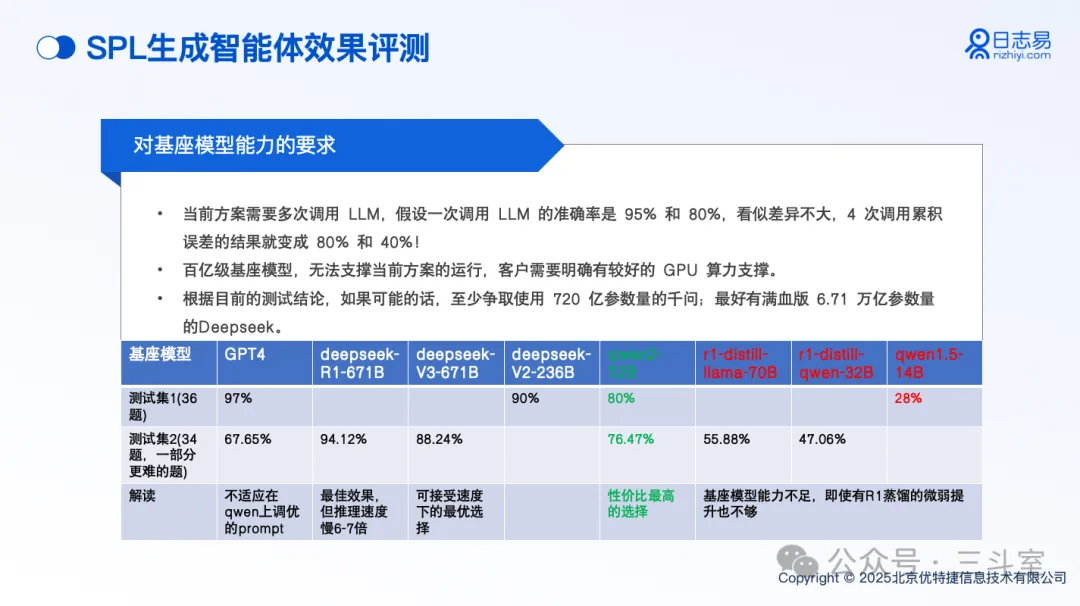 SPL生成智能体效果评测
日志易
rizhiyi.com
对基座模型能力的要求
• 当前方案需要多次调用 LLM，假设一次调用 LLM 的准确率是 95% 和 80%，看似差异不大，4 次调用累积
误差的结果就变成 80% 和 40%！
• 百亿级基座模型，无法支撑当前方案的运行，客户需要明确有较好的 GPU 算力支撑。
• 根据目前的测试结论，如果可能的话，至少争取使用 720 亿参数量的千问；最好有满血版 6.71 万亿参数量
的Deepseek。
基座模型 GPT4 deepseek- deepseek- deepseek- qwen2- r1-distill- r1-distill- qwen1.5-
R1-671B V3-671B V2-236B 72B llama-70B qwen-32B 14B
测试集1(36 97% 90% 80% 28%
题)
测试集2(34 67.65% 94.12% 88.24% 76.47% 55.88% 47.06%
题，一部分
更难的题)
解读 不适应在 最佳效果， 可接受速度 性价比最高 基座模型能力不足，即使有R1蒸馏的微弱提
qwen上调优 但推理速度 下的最优选 的选择 升也不够
的prompt 慢6-7倍 择
公众号 · 三斗室
Copyright © 2025北京优特捷信息技术有限公司